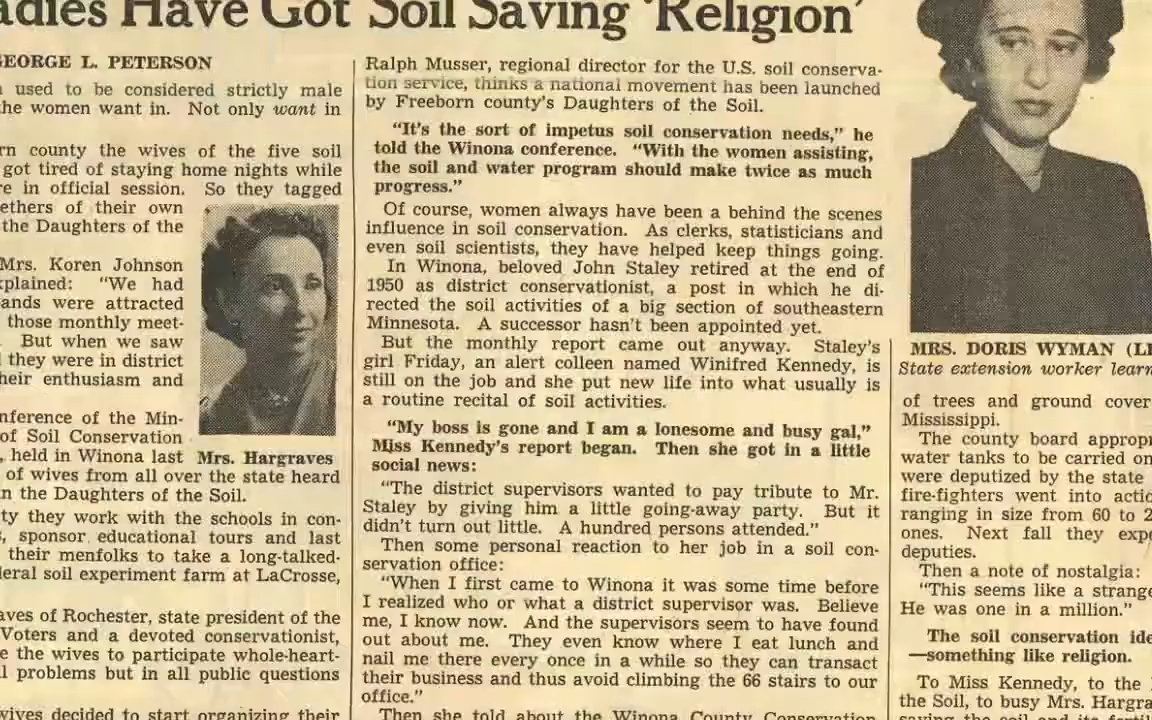 adies Have Got Soil Saving 'Religion'
GEORGE L. PETERSON
used to be considered strictly male
the women want in. Not only want in
rn county the wives of the five soil
got tired of staying home nights while
re in official session. So they tagged
ethers of their own
the Daughters of the
Mrs. Koren Johnson
xplained: "We had
ands were attracted
those monthly meet-
But when we saw
they were in district
heir enthusiasm and
nference of the Min-
of Soil Conservation
, held in Winona last
of wives from all over the state heard
n the Daughters of the Soil.
ty they work with the schools in con-
s, sponsor educational tours and last
their menfolks to take a long-talked-
deral soil experiment farm at LaCrosse,
aves of Rochester, state president of the
Voters and a devoted conservationist,
e the wives to participate whole-heart-
l problems but in all public questions
wives decided to start organizing their
Mrs. Hargraves
Ralph Musser, regional director for the U.S. soil conserva-
tion service, thinks a national movement has been launched
by Freeborn county's Daughters of the Soil.
"It's the sort of impetus soil conservation needs," he
told the Winona conference. "With the women assisting,
the soil and water program should make twice as much
progress."
Of course, women always have been a behind the scenes
influence in soil conservation. As clerks, statisticians and
even soil scientists, they have helped keep things going.
In Winona, beloved John Staley retired at the end of
1950 as district conservationist, a post in which he di-
rected the soil activities of a big section of southeastern
Minnesota. A successor hasn't been appointed yet.
But the monthly report came out anyway. Staley's
girl Friday, an alert colleen named Winifred Kennedy, is
still on the job and she put new life into what usually is
a routine recital of soil activities.
"My boss is gone and I am a lonesome and busy gal,"
Miss Kennedy's report began. Then she got in a little
social news:
"The district supervisors wanted to pay tribute to Mr.
Staley by giving him a little going-away party. But it
didn't turn out little. A hundred persons attended."
Then some personal reaction to her job in a soil con-
servation office:
"When I first came to Winona it was some time before
I realized who or what a district supervisor was. Believe
me, I know now. And the supervisors seem to have found
out about me. They even know where I eat lunch and
nail me there every once in a while so they can transact
their business and thus avoid climbing the 66 stairs to our
office."
Then she told about the Winona County Conservation
MRS. DORIS WYMAN (LE
State extension worker learn
of trees and ground cover
Mississippi.
The county board appropr
water tanks to be carried on
were deputized by the state
fire-fighters went into actio
ranging in size from 60 to 2
ones. Next fall they expe
deputies.
Then a note of nostalgia:
"This seems like a strange
He was one in a million."
The soil conservation ide
—something like religion.
To Miss Kennedy, to the
the Soil, to busy Mrs. Hargra
saving the soil and its fertil